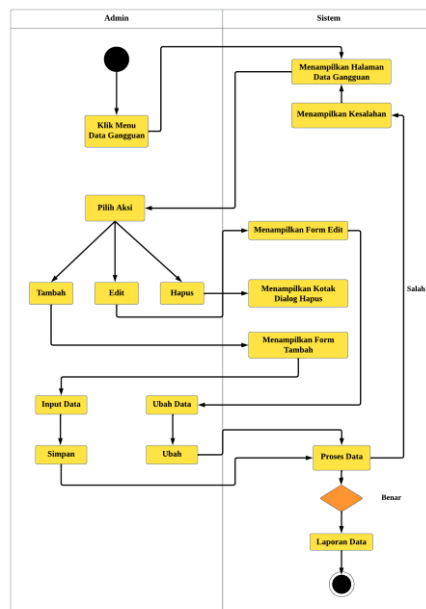 Admin
Sistem
Menampilkan Halaman
Data Gangguan
Menampilkan Kesalahan
Klik Menu
Data Gangguan
Pilih Aksi
Menampilkan Form Edit
Tambah
Edit
Hapus
Menampilkan Kotak
Dialog Hapus
Salah
Menampilkan Form
Tambah
Input Data
Ubah Data
Simpan
Ubah
Proses Data
Benar
Laporan Data